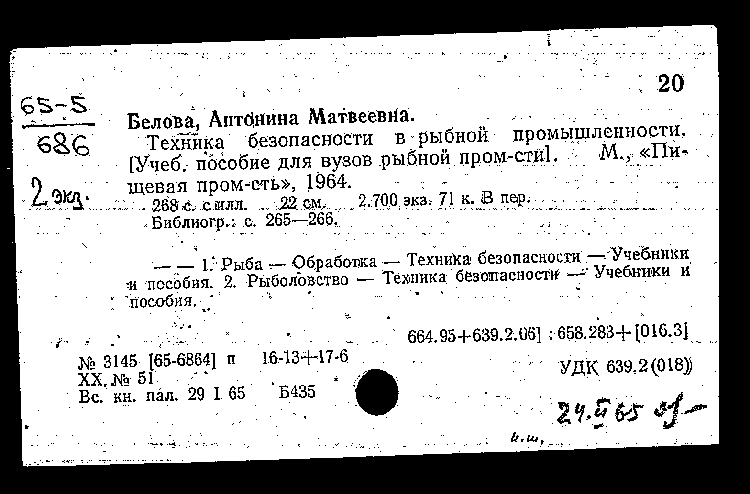 20
65-5
686
2 экз.
Белова, Антонина Матвеевна.
Техника безопасности в рыбной промышленности.
[Учеб. пособие для вузов рыбной пром-сти]. М., «Пи-
щевая пром-сть», 1964.
268 с. с илл. 22 см. 2.700 экз. 71 к. В пер.
Библиогр.: с. 265—266.
— — 1. Рыба — Обработка — Техника безопасности — Учебники
и пособия. 2. Рыболовство — Техника безопасности — Учебники и
пособия.
664.95+639.2.06] : 658.283+[016.3]
№ 3145 [65-6864] п 16-13+17-6
XX. № 51
УДК 639.2(018))
Вс. кн. пал. 29 I 65 Б435
24.II 65
н.ш,